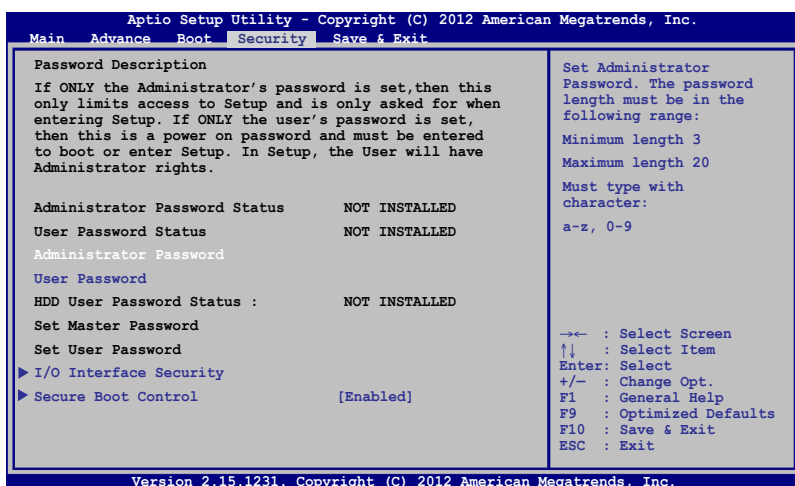 Aptio Setup Utility - Copyright (C) 2012 American Megatrends, Inc.
Main Advance Boot Security Save & Exit
Password Description
If ONLY the Administrator's password is set,then this
only limits access to Setup and is only asked for when
entering Setup. If ONLY the user's password is set,
then this is a power on password and must be entered
to boot or enter Setup. In Setup, the User will have
Administrator rights.
Administrator Password Status NOT INSTALLED
User Password Status NOT INSTALLED
Administrator Password
User Password
HDD User Password Status : NOT INSTALLED
Set Master Password
Set User Password
I/O Interface Security
Secure Boot Control [Enabled]
Set Administrator
Password. The password
length must be in the
following range:
Minimum length 3
Maximum length 20
Must type with
character:
a-z, 0-9
→← : Select Screen
↑↓ : Select Item
Enter: Select
+/— : Change Opt.
F1 : General Help
F9 : Optimized Defaults
F10 : Save & Exit
ESC : Exit
Version 2.15.1231. Copyright (C) 2012 American Megatrends, Inc.